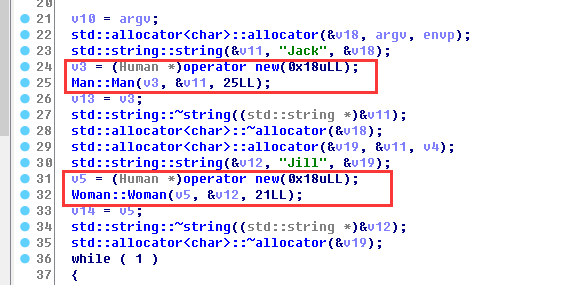 20
21 v10 = argv;
22 std::allocator<char>::allocator(&v18, argv, envp);
23 std::string::string(&v11, "Jack", &v18);
24 v3 = (Human *)operator new(0x18uLL);
25 Man::Man(v3, &v11, 25LL);
26 v13 = v3;
27 std::string::~string((std::string *)&v11);
28 std::allocator<char>::~allocator(&v18);
29 std::allocator<char>::allocator(&v19, &v11, v4);
30 std::string::string(&v12, "Jill", &v19);
31 v5 = (Human *)operator new(0x18uLL);
32 Woman::Woman(v5, &v12, 21LL);
33 v14 = v5;
34 std::string::~string((std::string *)&v12);
35 std::allocator<char>::~allocator(&v19);
36 while ( 1 )
37 {